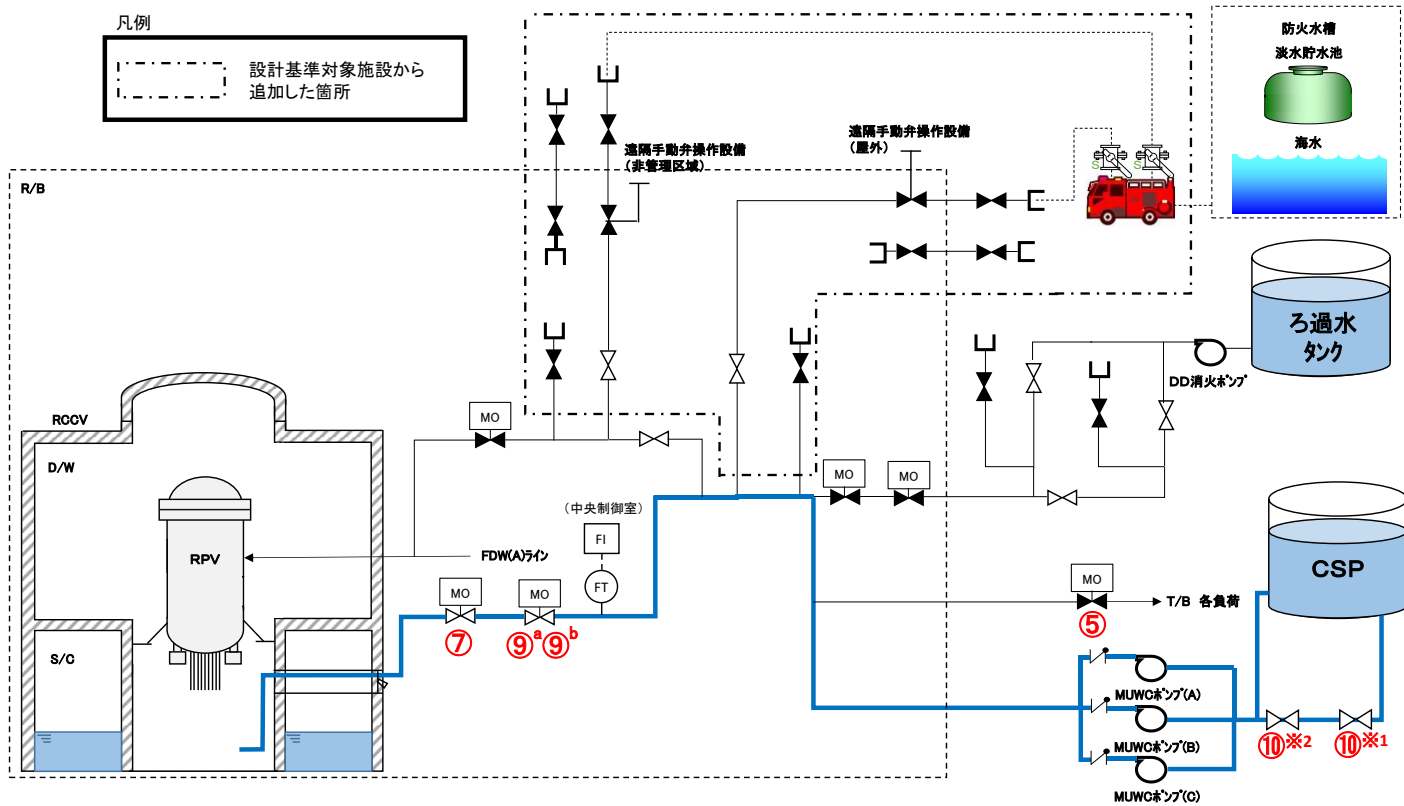 凡例
設計基準対象施設から
追加した箇所
防火水槽
淡水貯水池
海水
遠隔手動弁操作設備
(非管理区域)
遠隔手動弁操作設備
(屋外)
S
S
R/B
ろ過水
タンク
DD消火ポンプ
RCCV
MO
D/W
MO
MO
(中央制御室)
FI
RPV
FDW(A)ライン
FT
CSP
MO
MO
MO
T/B 各負荷
⑦
⑨a⑨b
⑤
S/C
MUWCポンプ(A)
MUWCポンプ(B)
⑩※2
⑩※1
MUWCポンプ(C)